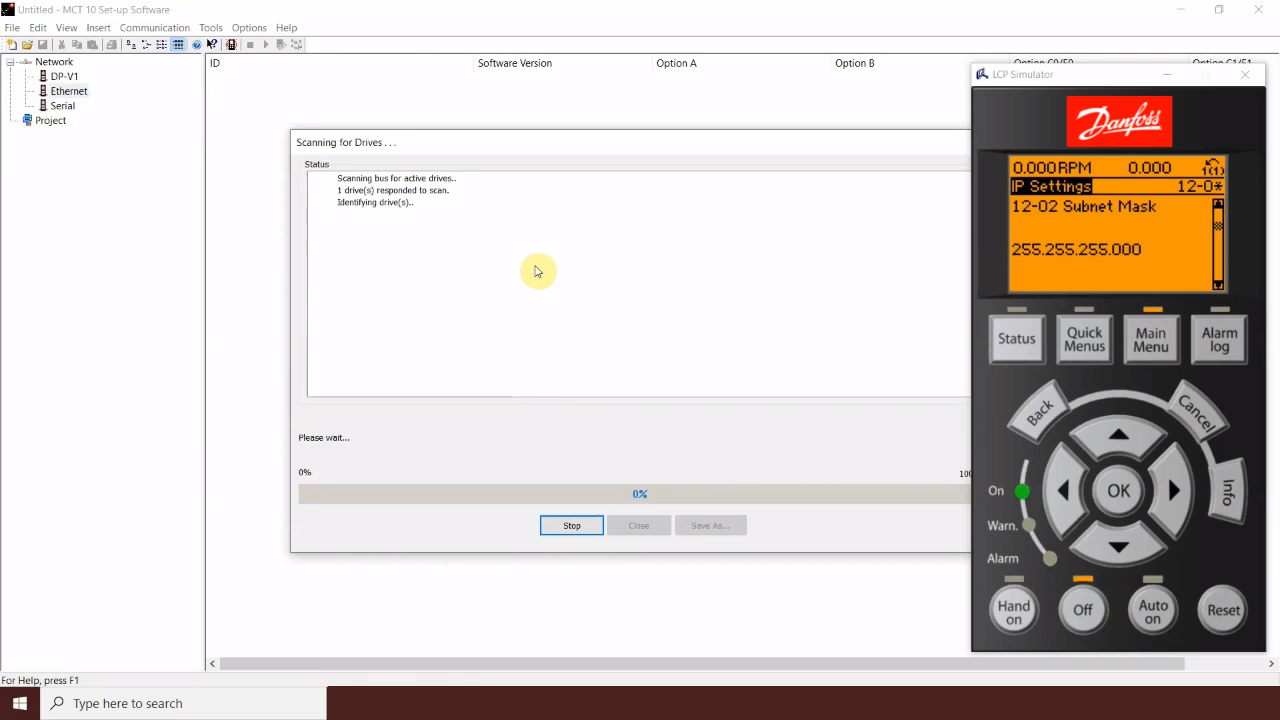 Untitled - MCT 10 Set-up Software
File Edit View Insert Communication Tools Options Help
Network
DP-V1
Ethernet
Serial
Project
ID Software Version Option A Option B
Scanning for Drives . . .
Status
Scanning bus for active drives..
1 drive(s) responded to scan.
Identifying drive(s)..
Please wait...
0%
0%
Stop Close Save As...
LCP Simulator
Danfoss
0.000RPM 0.000 1(1)
IP Settings 12-0*
12-02 Subnet Mask
255.255.255.000
Status Quick Menus Main Menu Alarm log
Back Cancel
Info
OK
On
Warn.
Alarm
Hand on Off Auto on Reset
For Help, press F1
Type here to search